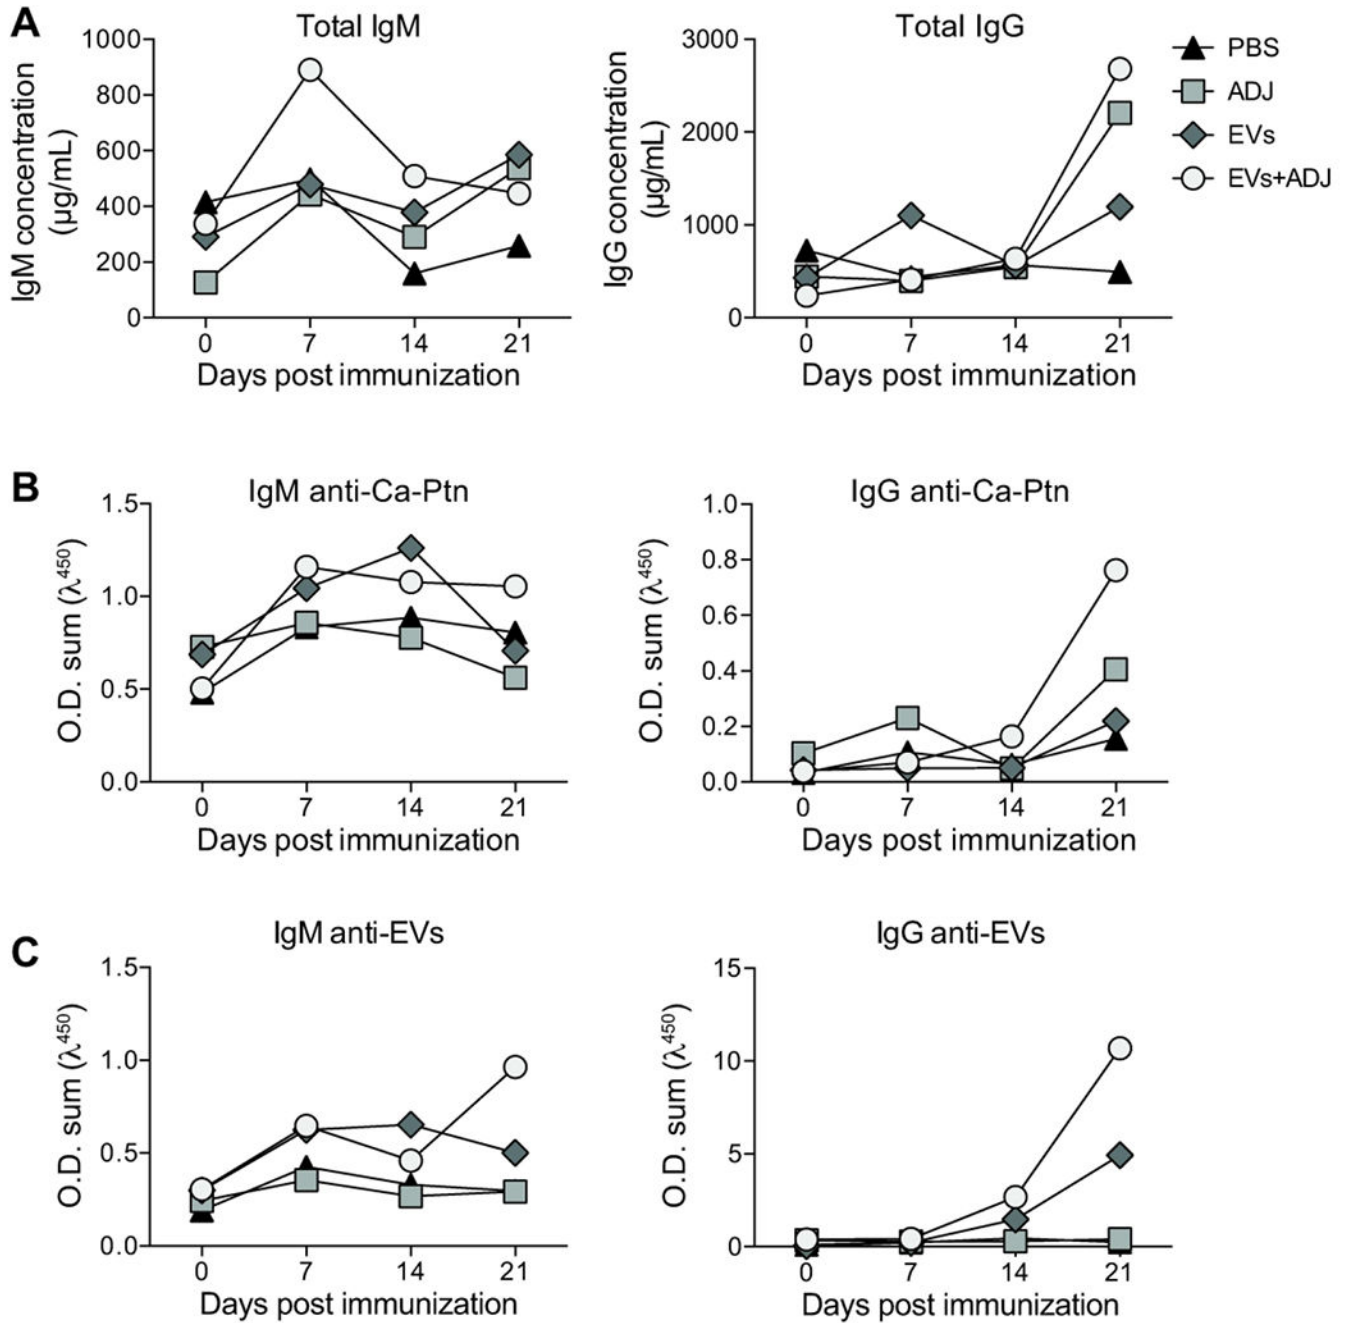 A
Total IgM
Total IgG
IgM concentration
(µg/mL)
1000
800
600
400
200
0
0 7 14 21
Days post immunization
IgG concentration
(µg/mL)
3000
2000
1000
0
0 7 14 21
Days post immunization
PBS
ADJ
EVs
EVs+ADJ
B
IgM anti-Ca-Ptn
IgG anti-Ca-Ptn
O.D. sum (λ⁴⁵⁰)
1.5
1.0
0.5
0.0
0 7 14 21
Days post immunization
O.D. sum (λ⁴⁵⁰)
1.0
0.8
0.6
0.4
0.2
0.0
0 7 14 21
Days post immunization
C
IgM anti-EVs
IgG anti-EVs
O.D. sum (λ⁴⁵⁰)
1.5
1.0
0.5
0.0
0 7 14 21
Days post immunization
O.D. sum (λ⁴⁵⁰)
15
10
5
0
0 7 14 21
Days post immunization